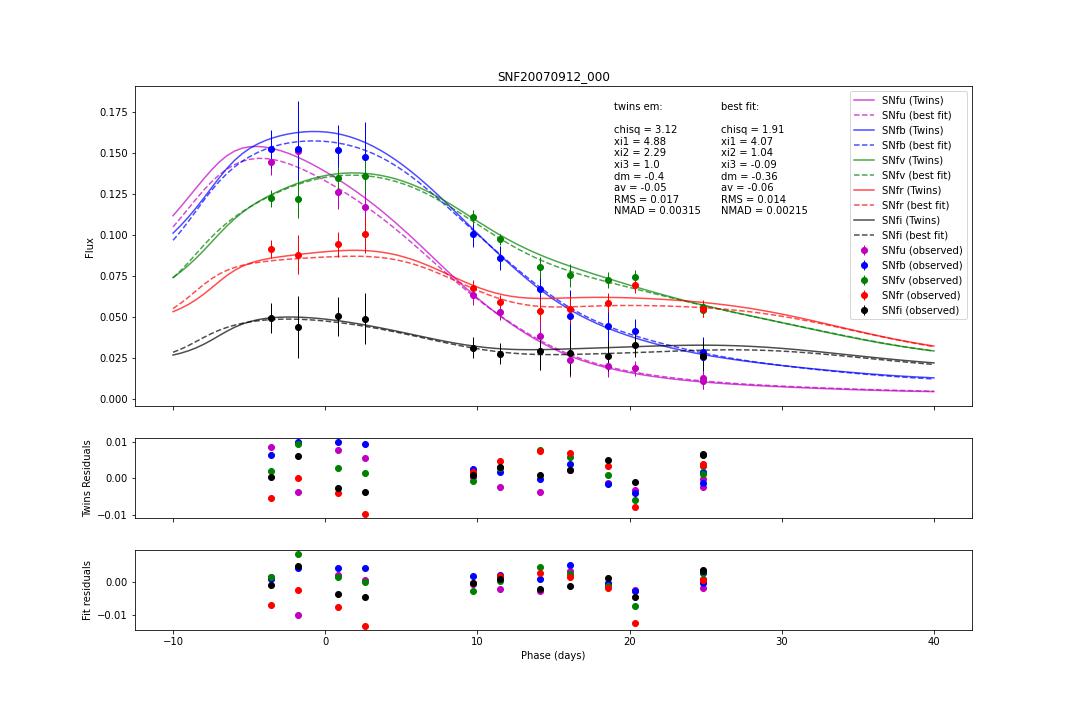 SNF20070912_000
0.175
0.150
0.125
0.100
0.075
0.050
0.025
0.000
Flux
twins em:
chisq = 3.12
xi1 = 4.88
xi2 = 2.29
xi3 = 1.0
dm = -0.4
av = -0.05
RMS = 0.017
NMAD = 0.00315
best fit:
chisq = 1.91
xi1 = 4.07
xi2 = 1.04
xi3 = -0.09
dm = -0.36
av = -0.06
RMS = 0.014
NMAD = 0.00215
SNfu (Twins)
SNfu (best fit)
SNfb (Twins)
SNfb (best fit)
SNfv (Twins)
SNfv (best fit)
SNfr (Twins)
SNfr (best fit)
SNfi (Twins)
SNfi (best fit)
SNfu (observed)
SNfb (observed)
SNfv (observed)
SNfr (observed)
SNfi (observed)
0.01
0.00
−0.01
Twins Residuals
0.00
−0.01
Fit residuals
−10
0
10
20
30
40
Phase (days)